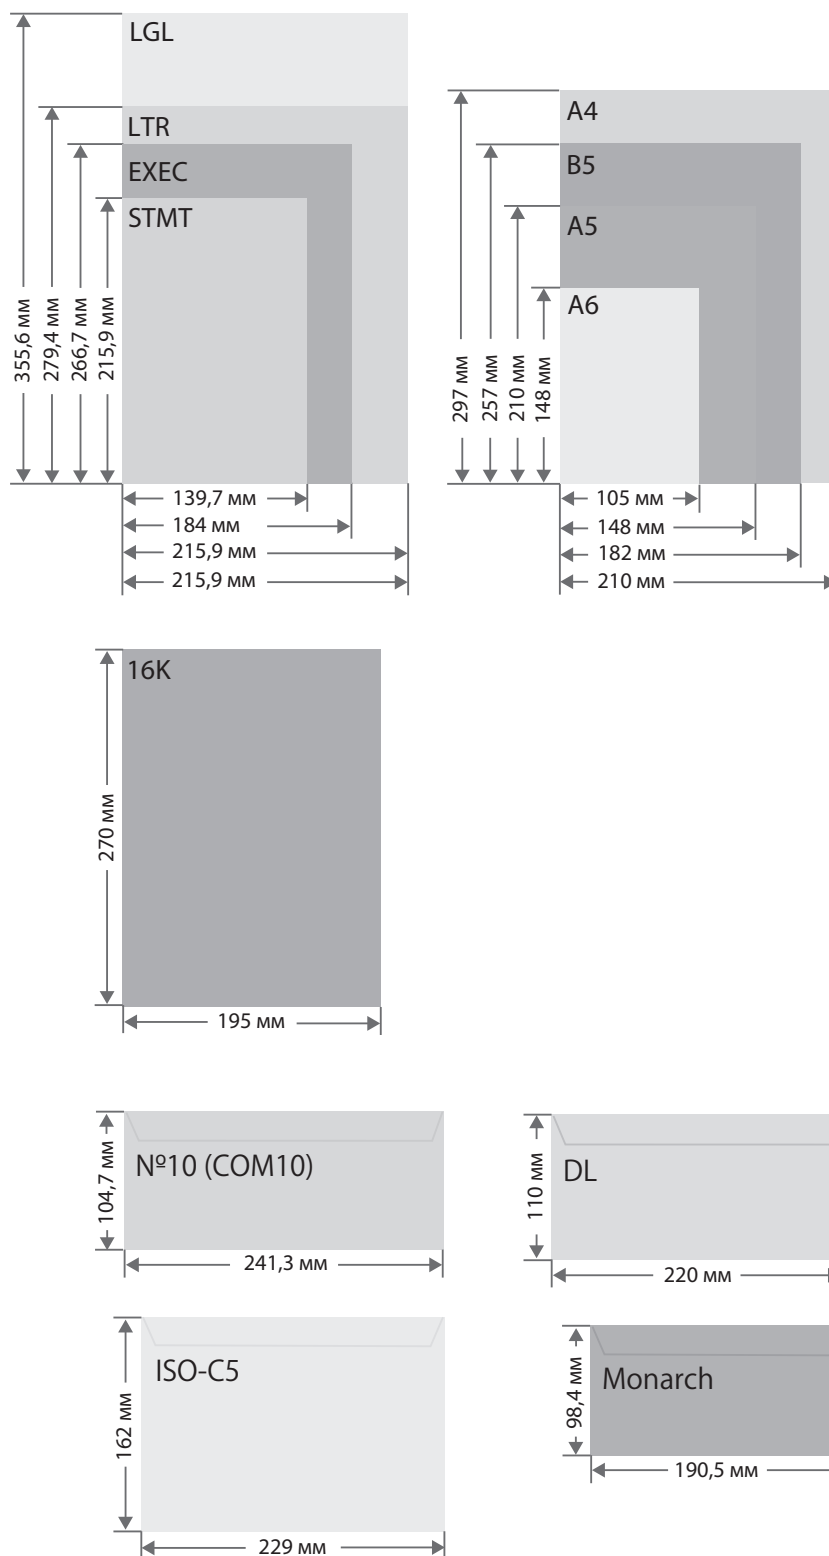 LGL
LTR
EXEC
STMT
355,6 мм
279,4 мм
266,7 мм
215,9 мм
139,7 мм
184 мм
215,9 мм
215,9 мм
A4
B5
A5
A6
297 мм
257 мм
210 мм
148 мм
105 мм
148 мм
182 мм
210 мм
16K
270 мм
195 мм
№10 (COM10)
104,7 мм
241,3 мм
DL
110 мм
220 мм
ISO-C5
162 мм
229 мм
Monarch
98,4 мм
190,5 мм